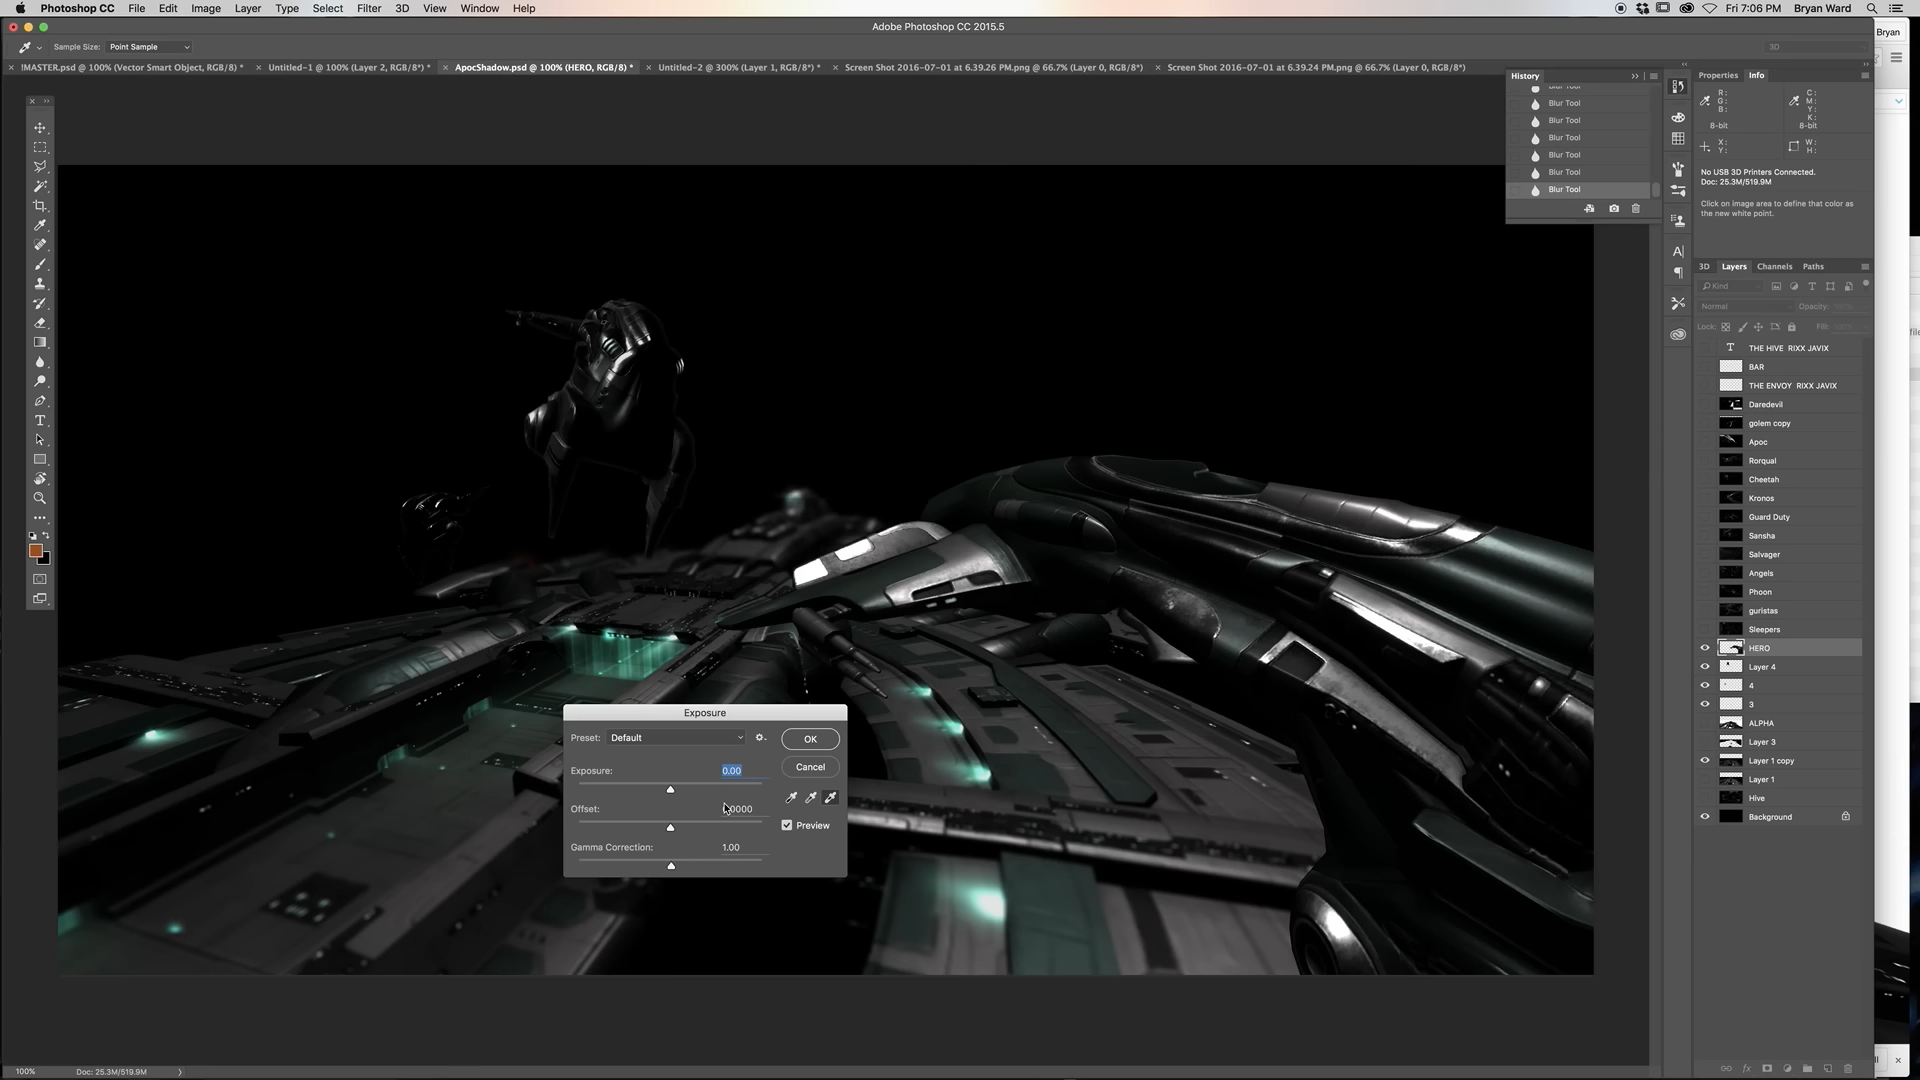 Photoshop CC File Edit Image Layer Type Select Filter 3D View Window Help Fri 7:06 PM Bryan Ward
Adobe Photoshop CC 2015.5
Bryan
Sample Size: Point Sample
3D
!MASTER.psd @ 100% (Vector Smart Object, RGB/8) * Untitled-1 @ 100% (Layer 2, RGB/8*) * ApocShadow.psd @ 100% (HERO, RGB/8) * Untitled-2 @ 300% (Layer 1, RGB/8*) * Screen Shot 2016-07-01 at 6.39.26 PM.png @ 66.7% (Layer 0, RGB/8*) Screen Shot 2016-07-01 at 6.39.24 PM.png @ 66.7% (Layer 0, RGB/8*)
History
Blur Tool
Blur Tool
Blur Tool
Blur Tool
Blur Tool
Blur Tool
Blur Tool
Properties Info
R: C:
G: M:
B: Y:
K:
8-bit 8-bit
X: W:
Y: H:
No USB 3D Printers Connected.
Doc: 25.3M/519.9M
Click on image area to define that color as
the new white point.
3D Layers Channels Paths
Kind
Normal Opacity:
Lock: Fill:
THE HIVE RIXX JAVIX
BAR
THE ENVOY RIXX JAVIX
Daredevil
golem copy
Apoc
Rorqual
Cheetah
Kronos
Guard Duty
Sansha
Salvager
Angels
Phoon
guristas
Sleepers
HERO
Layer 4
4
3
ALPHA
Layer 3
Layer 1 copy
Layer 1
Hive
Background
Exposure
Preset: Default
OK
Exposure: 0.00
Cancel
Offset:
Preview
Gamma Correction: 1.00
100% Doc: 25.3M/519.9M